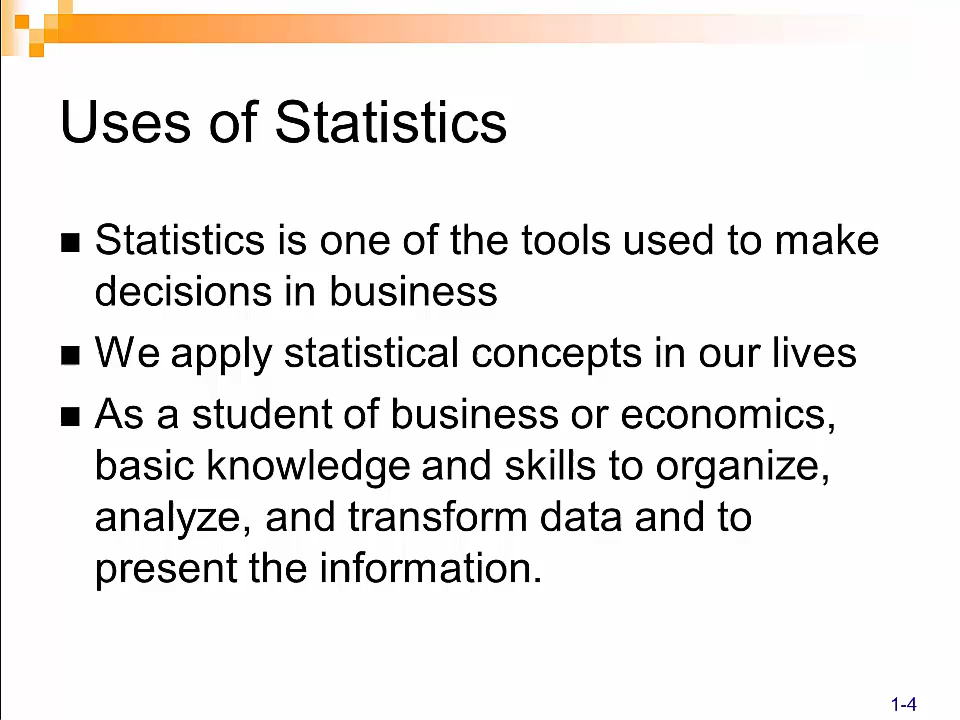 Uses of Statistics
Statistics is one of the tools used to make
decisions in business
We apply statistical concepts in our lives
As a student of business or economics,
basic knowledge and skills to organize,
analyze, and transform data and to
present the information.
1-4